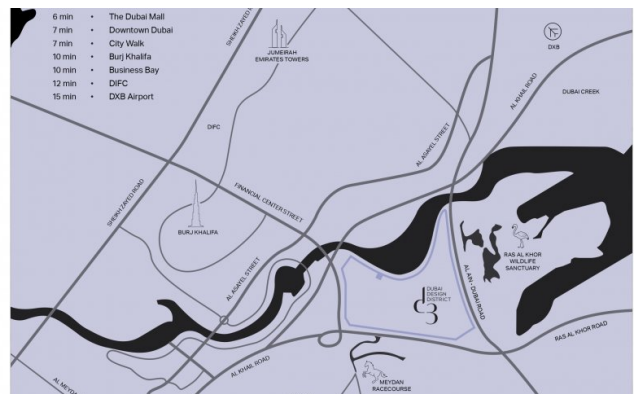 6 min • The Dubai Mall
7 min • Downtown Dubai
7 min • City Walk
10 min • Burj Khalifa
10 min • Business Bay
12 min • DIFC
15 min • DXB Airport
SHEIKH ZAYED ROAD
JUMEIRAH
EMIRATES TOWERS
DXB
AL KHAIL ROAD
DUBAI CREEK
DIFC
AL ASAYEL STREET
SHEIKH ZAYED ROAD
FINANCIAL CENTER STREET
BURJ KHALIFA
RAS AL KHOR
WILDLIFE
SANCTUARY
AL ASAYEL STREET
AL AIN - DUBAI ROAD
DUBAI
DESIGN
DISTRICT
d3
RAS AL KHOR ROAD
AL KHAIL ROAD
MEYDAN
RACECOURSE
AL MEYDA